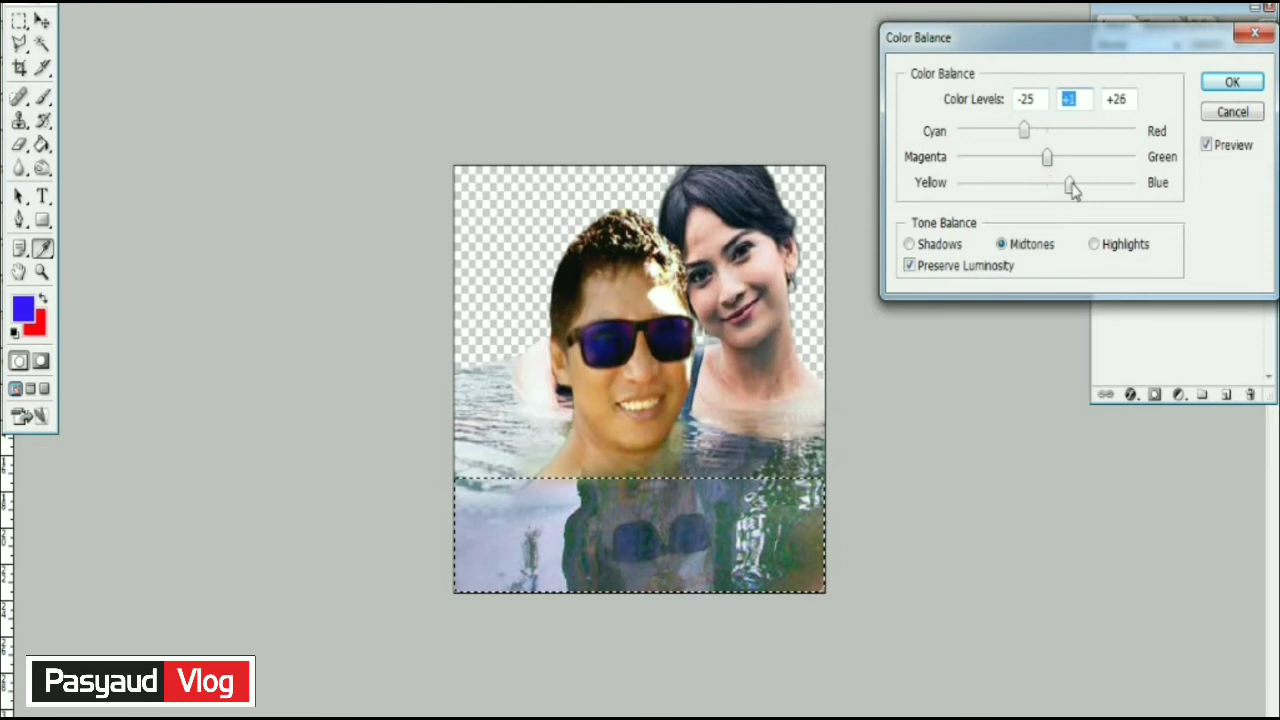 Color Balance
Color Balance
Color Levels: -25 +1 +26
OK
Cyan Red
Cancel
Magenta Green
Preview
Yellow Blue
Tone Balance
Shadows Midtones Highlights
Preserve Luminosity
Pasyaud Vlog